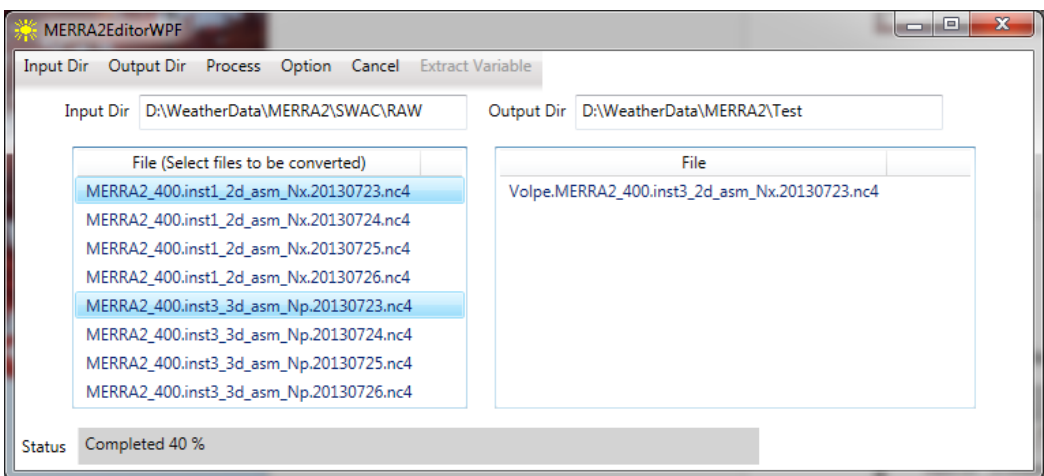 MERRA2EditorWPF
Input Dir Output Dir Process Option Cancel Extract Variable
Input Dir D:\WeatherData\MERRA2\SWAC\RAW Output Dir D:\WeatherData\MERRA2\Test
File (Select files to be converted)
MERRA2_400.inst1_2d_asm_Nx.20130723.nc4
MERRA2_400.inst1_2d_asm_Nx.20130724.nc4
MERRA2_400.inst1_2d_asm_Nx.20130725.nc4
MERRA2_400.inst1_2d_asm_Nx.20130726.nc4
MERRA2_400.inst3_3d_asm_Np.20130723.nc4
MERRA2_400.inst3_3d_asm_Np.20130724.nc4
MERRA2_400.inst3_3d_asm_Np.20130725.nc4
MERRA2_400.inst3_3d_asm_Np.20130726.nc4
File
Volpe.MERRA2_400.inst3_2d_asm_Nx.20130723.nc4
Status Completed 40 %